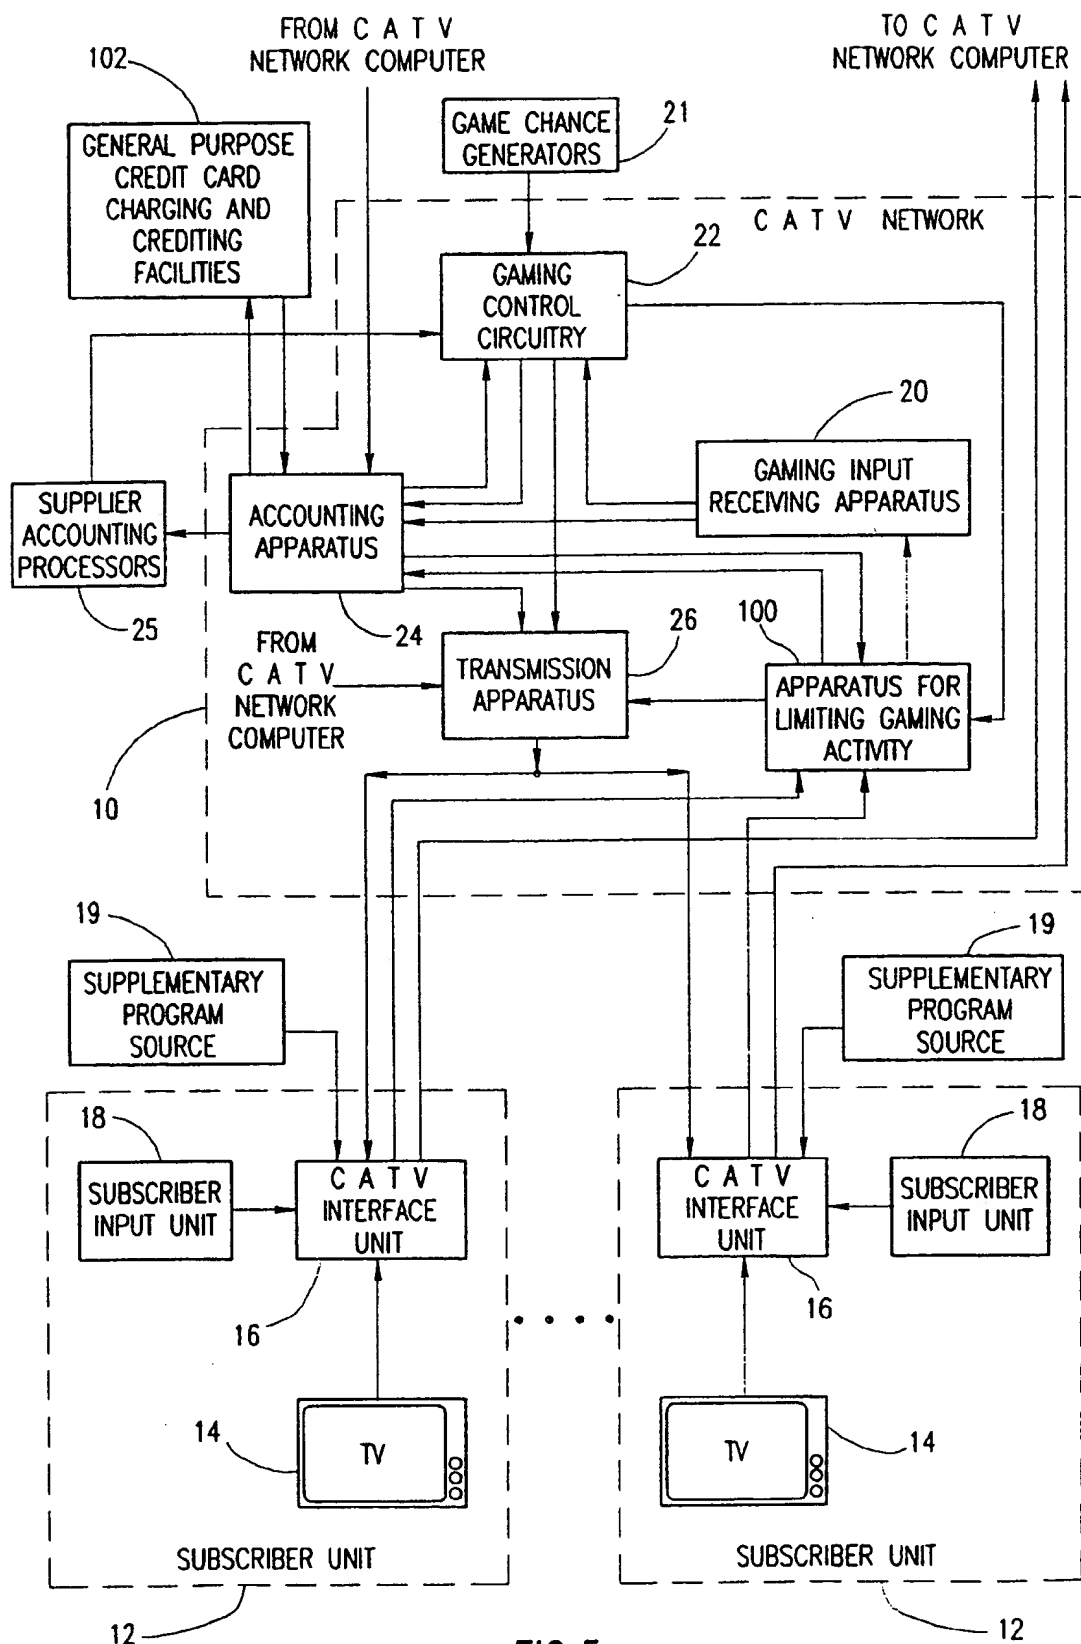 FROM C A T V
NETWORK COMPUTER
TO C A T V
NETWORK COMPUTER
102
GENERAL PURPOSE
CREDIT CARD
CHARGING AND
CREDITING
FACILITIES
GAME CHANCE
GENERATORS
21
C A T V NETWORK
22
GAMING
CONTROL
CIRCUITRY
20
GAMING INPUT
RECEIVING APPARATUS
SUPPLIER
ACCOUNTING
PROCESSORS
25
ACCOUNTING
APPARATUS
24
FROM
C A T V
NETWORK
COMPUTER
26
TRANSMISSION
APPARATUS
100
APPARATUS FOR
LIMITING GAMING
ACTIVITY
10
19
SUPPLEMENTARY
PROGRAM
SOURCE
19
SUPPLEMENTARY
PROGRAM
SOURCE
18
SUBSCRIBER
INPUT UNIT
C A T V
INTERFACE
UNIT
16
C A T V
INTERFACE
UNIT
16
18
SUBSCRIBER
INPUT UNIT
14
TV
TV
14
SUBSCRIBER UNIT
SUBSCRIBER UNIT
12
12